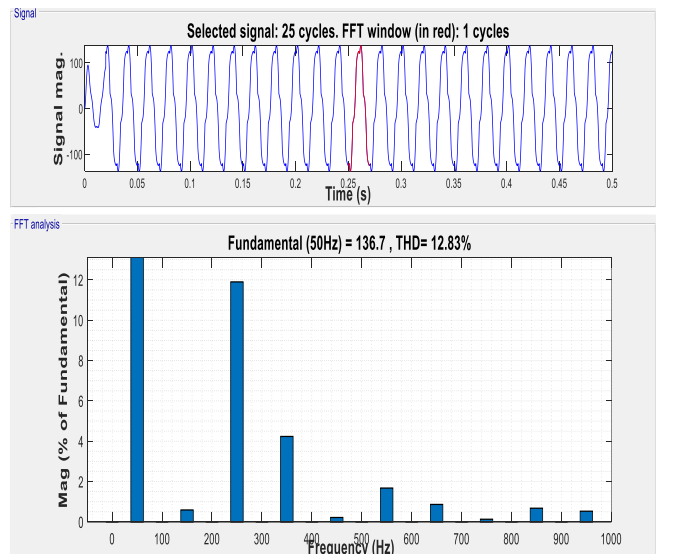 Signal
Selected signal: 25 cycles. FFT window (in red): 1 cycles
Signal mag.
100
0
-100
0 0.05 0.1 0.15 0.2 0.25 0.3 0.35 0.4 0.45 0.5
Time (s)
FFT analysis
Fundamental (50Hz) = 136.7 , THD= 12.83%
Mag (% of Fundamental)
12
10
8
6
4
2
0
0 100 200 300 400 500 600 700 800 900 1000
Frequency (Hz)